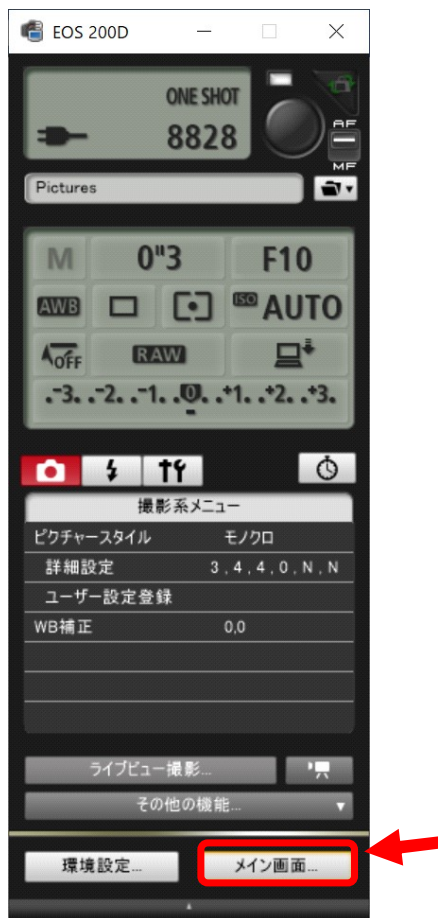 EOS 200D
ONE SHOT
8828
AF
MF
Pictures
M 0"3 F10
AWB ISO AUTO
OFF RAW
.-3. .-2. .-1. .0. .+1. .+2. .+3.
撮影系メニュー
ピクチャースタイル モノクロ
詳細設定 3,4,4,0,N,N
ユーザー設定登録
WB補正 0,0
ライブビュー撮影...
その他の機能...
環境設定... メイン画面...